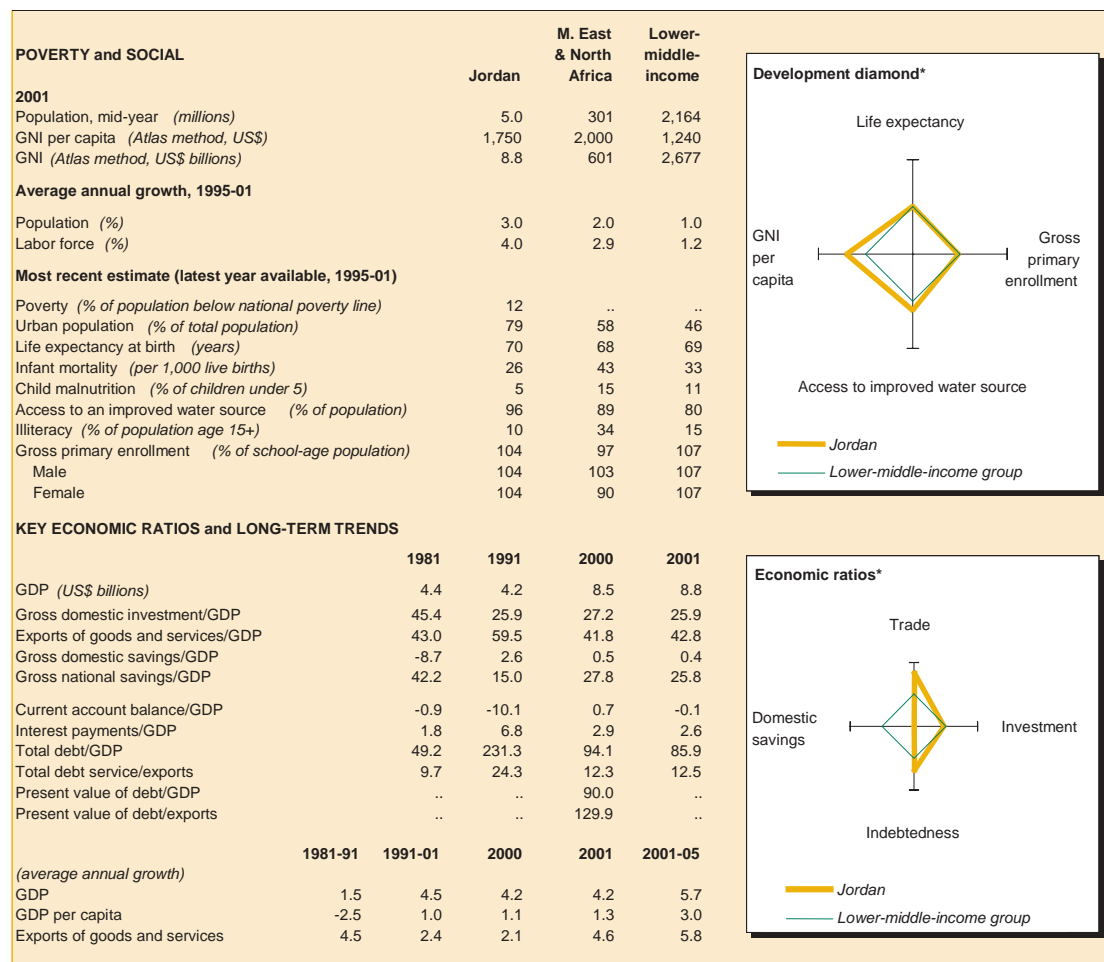 M. East Lower-
POVERTY and SOCIAL & North middle-
Jordan Africa income
2001
Population, mid-year (millions) 5.0 301 2,164
GNI per capita (Atlas method, US$) 1,750 2,000 1,240
GNI (Atlas method, US$ billions) 8.8 601 2,677
Average annual growth, 1995-01
Population (%) 3.0 2.0 1.0
Labor force (%) 4.0 2.9 1.2
Most recent estimate (latest year available, 1995-01)
Poverty (% of population below national poverty line) 12 .. ..
Urban population (% of total population) 79 58 46
Life expectancy at birth (years) 70 68 69
Infant mortality (per 1,000 live births) 26 43 33
Child malnutrition (% of children under 5) 5 15 11
Access to an improved water source (% of population) 96 89 80
Illiteracy (% of population age 15+) 10 34 15
Gross primary enrollment (% of school-age population) 104 97 107
Male 104 103 107
Female 104 90 107
Development diamond*
Life expectancy
GNI
per
capita
Gross
primary
enrollment
Access to improved water source
Jordan
Lower-middle-income group
KEY ECONOMIC RATIOS and LONG-TERM TRENDS
1981 1991 2000 2001
GDP (US$ billions) 4.4 4.2 8.5 8.8
Gross domestic investment/GDP 45.4 25.9 27.2 25.9
Exports of goods and services/GDP 43.0 59.5 41.8 42.8
Gross domestic savings/GDP -8.7 2.6 0.5 0.4
Gross national savings/GDP 42.2 15.0 27.8 25.8
Current account balance/GDP -0.9 -10.1 0.7 -0.1
Interest payments/GDP 1.8 6.8 2.9 2.6
Total debt/GDP 49.2 231.3 94.1 85.9
Total debt service/exports 9.7 24.3 12.3 12.5
Present value of debt/GDP .. .. 90.0 ..
Present value of debt/exports .. .. 129.9 ..
1981-91 1991-01 2000 2001 2001-05
(average annual growth)
GDP 1.5 4.5 4.2 4.2 5.7
GDP per capita -2.5 1.0 1.1 1.3 3.0
Exports of goods and services 4.5 2.4 2.1 4.6 5.8
Economic ratios*
Trade
Domestic
savings
Investment
Indebtedness
Jordan
Lower-middle-income group